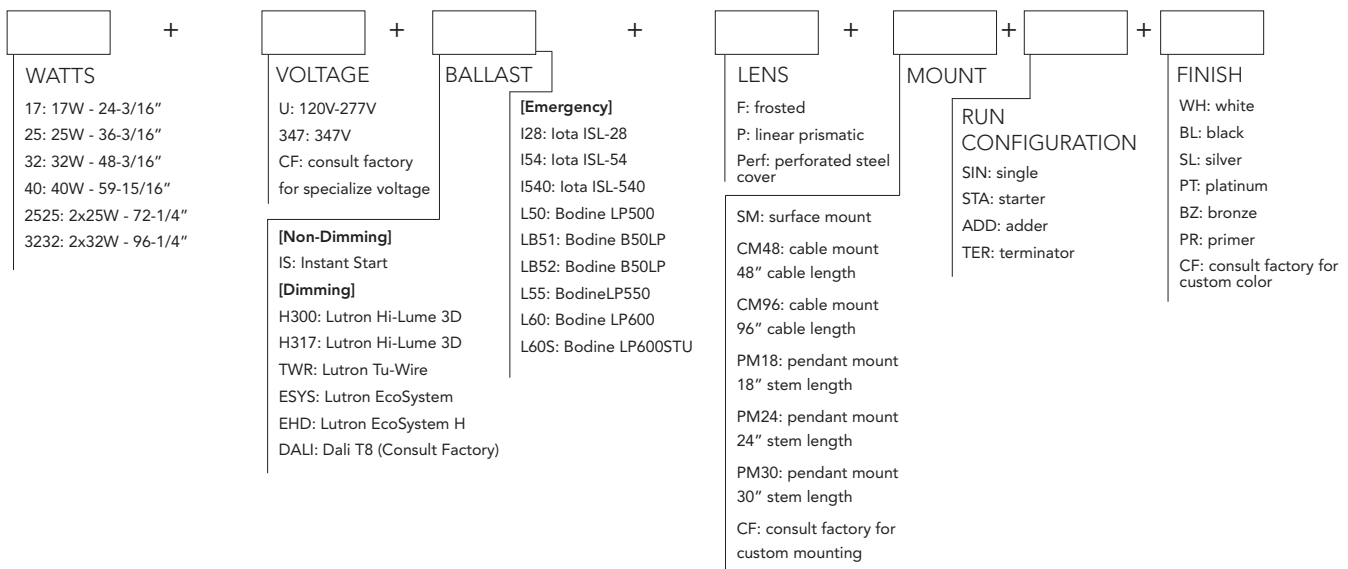 + + + + + +
WATTS
17: 17W - 24-3/16”
25: 25W - 36-3/16”
32: 32W - 48-3/16”
40: 40W - 59-15/16”
2525: 2x25W - 72-1/4”
3232: 2x32W - 96-1/4”
VOLTAGE
U: 120V-277V
347: 347V
CF: consult factory
for specialize voltage
BALLAST
[Non-Dimming]
IS: Instant Start
[Dimming]
H300: Lutron Hi-Lume 3D
H317: Lutron Hi-Lume 3D
TWR: Lutron Tu-Wire
ESYS: Lutron EcoSystem
EHD: Lutron EcoSystem H
DALI: Dali T8 (Consult Factory)
[Emergency]
I28: Iota ISL-28
I54: Iota ISL-54
I540: Iota ISL-540
L50: Bodine LP500
LB51: Bodine B50LP
LB52: Bodine B50LP
L55: BodineLP550
L60: Bodine LP600
L60S: Bodine LP600STU
LENS
F: frosted
P: linear prismatic
Perf: perforated steel
cover
MOUNT
SM: surface mount
CM48: cable mount
48” cable length
CM96: cable mount
96” cable length
PM18: pendant mount
18” stem length
PM24: pendant mount
24” stem length
PM30: pendant mount
30” stem length
CF: consult factory for
custom mounting
RUN
CONFIGURATION
SIN: single
STA: starter
ADD: adder
TER: terminator
FINISH
WH: white
BL: black
SL: silver
PT: platinum
BZ: bronze
PR: primer
CF: consult factory for
custom color